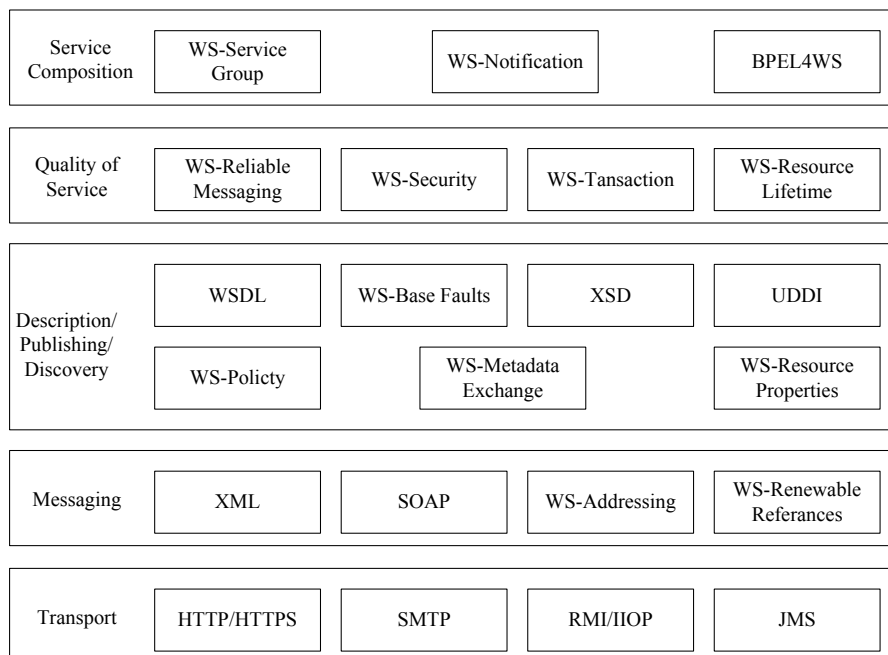 Service
Composition
WS-Service
Group
WS-Notification
BPEL4WS
Quality of
Service
WS-Reliable
Messaging
WS-Security
WS-Tansaction
WS-Resource
Lifetime
Description/
Publishing/
Discovery
WSDL
WS-Base Faults
XSD
UDDI
WS-Policty
WS-Metadata
Exchange
WS-Resource
Properties
Messaging
XML
SOAP
WS-Addressing
WS-Renewable
Referances
Transport
HTTP/HTTPS
SMTP
RMI/IIOP
JMS